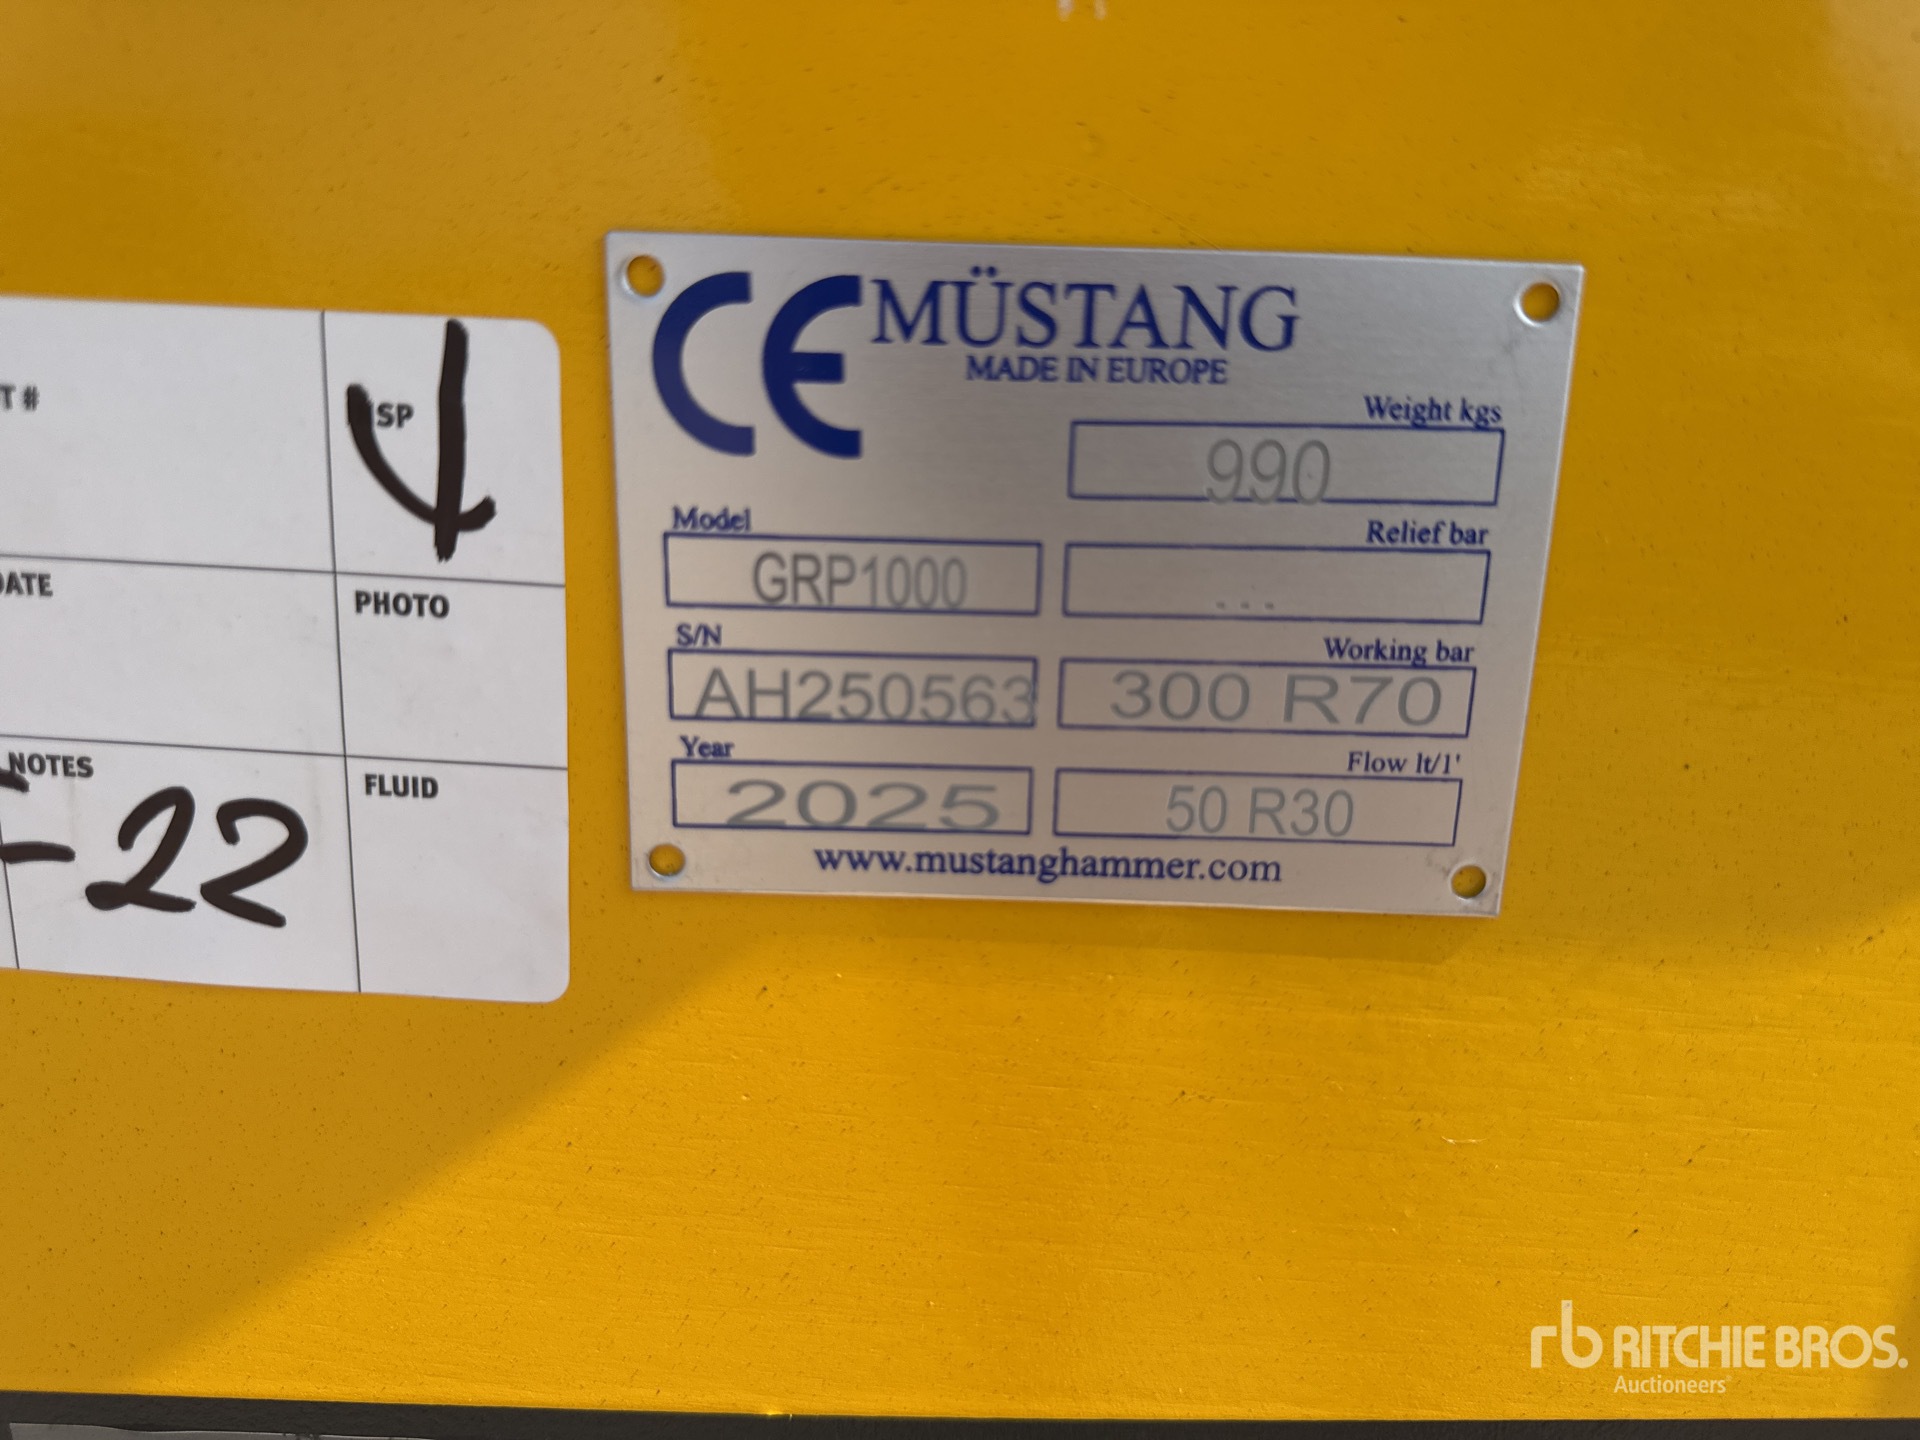 CE MÜSTANG
MADE IN EUROPE
Weight kgs
990
Model
GRP1000
Relief bar
...
S/N
AH250563
Working bar
300 R70
Year
2025
Flow lt/1'
50 R30
www.mustanghammer.com
T #
SP
DATE
PHOTO
NOTES
-22
FLUID
rb RITCHIE BROS.
Auctioneers